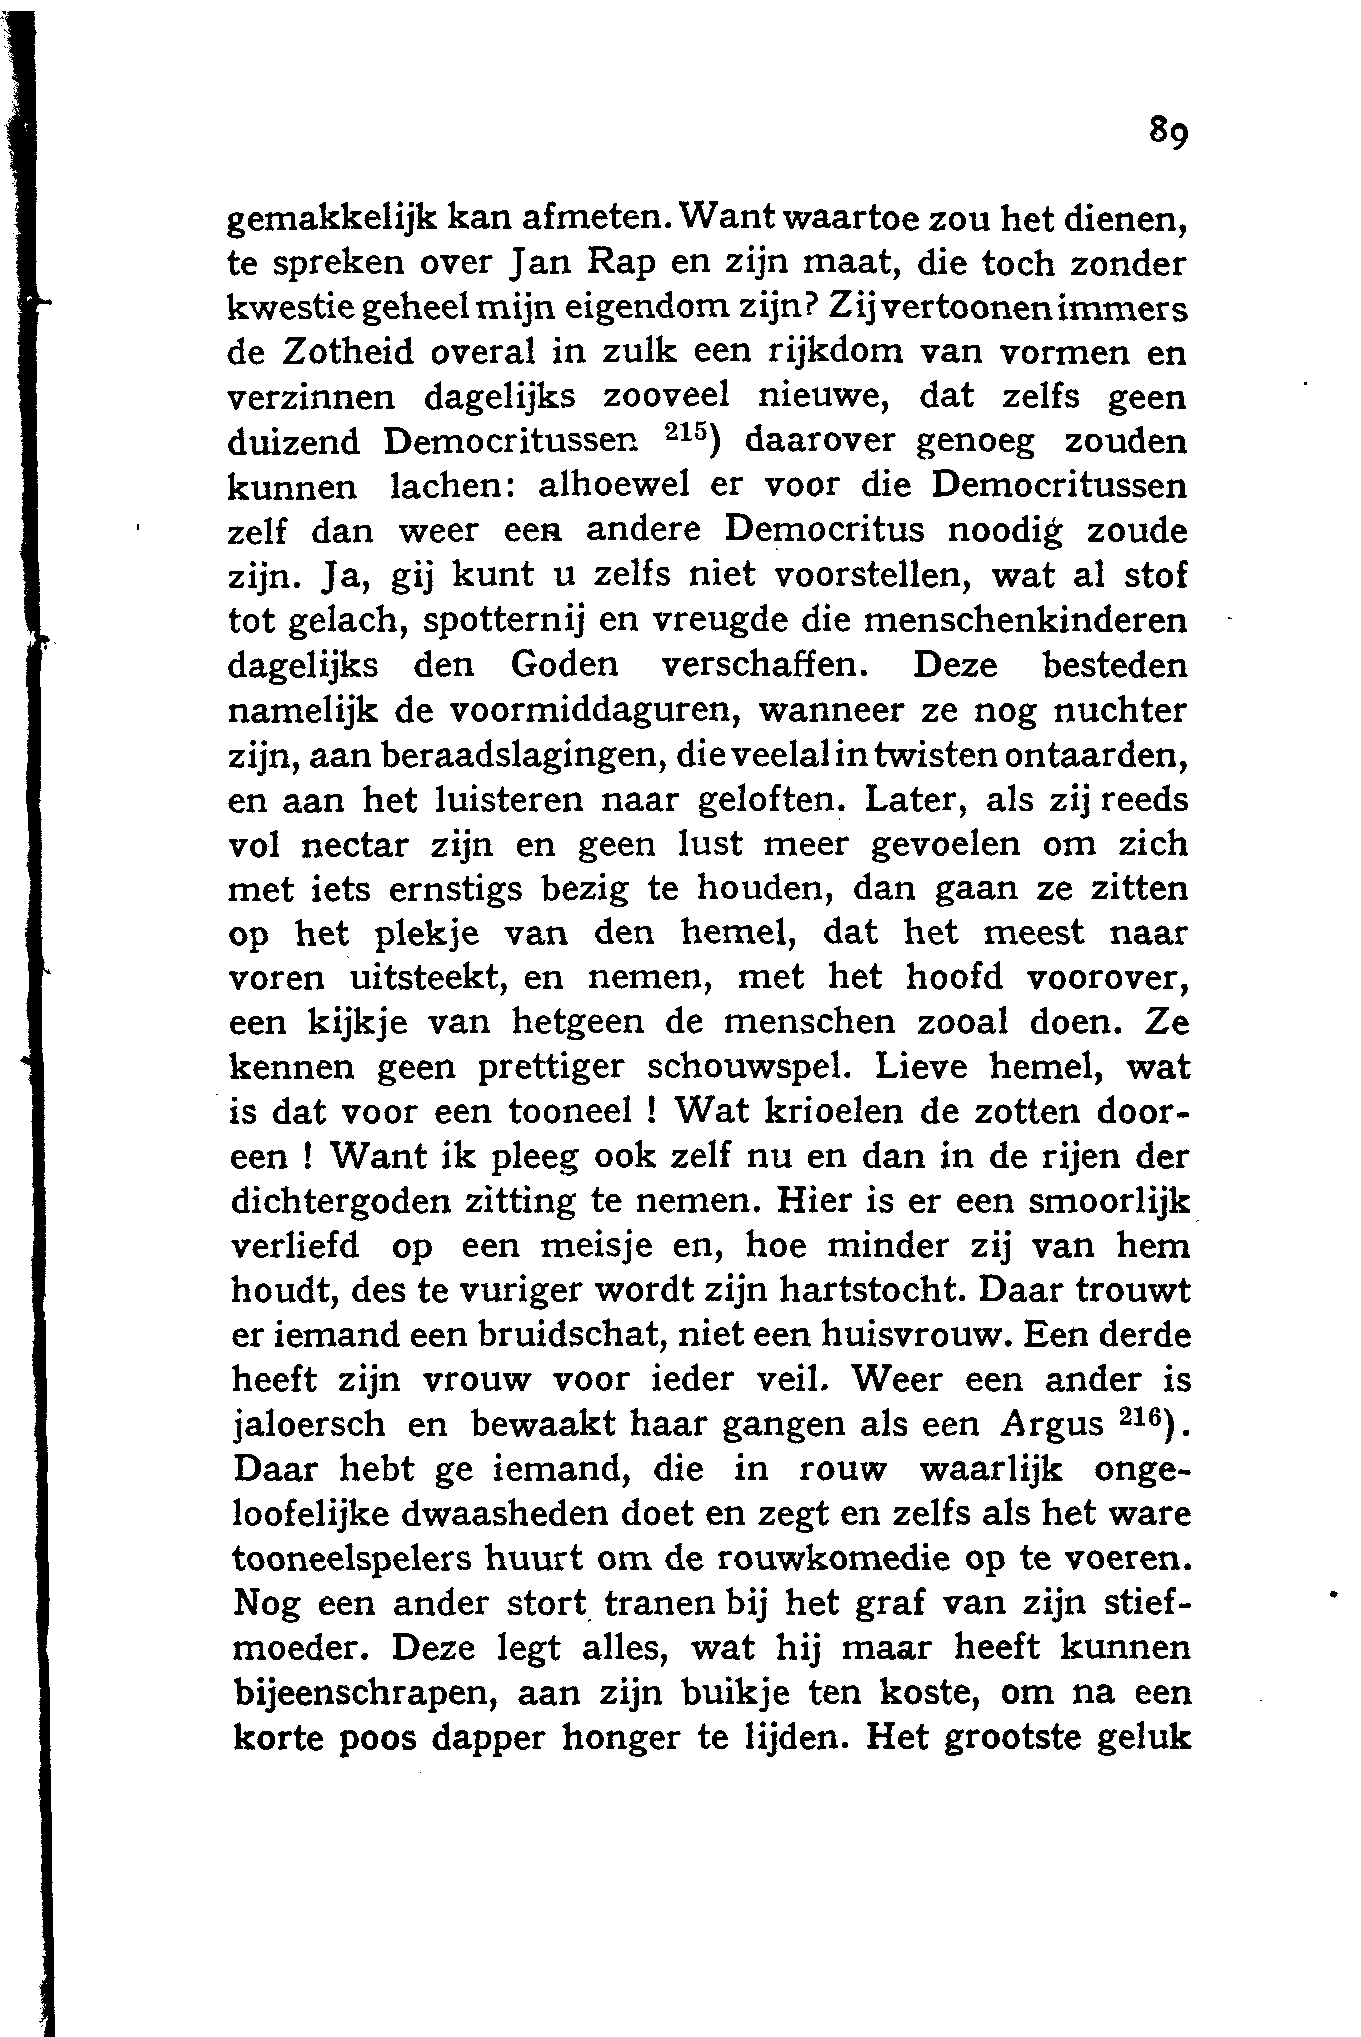 89
gemakkelijk kan afmeten. Want waartoe zou het dienen,
te spreken over Jan Rap en zijn maat, die toch zonder
kwestie geheel mijn eigendom zijn? Zij vertoonen immers
de Zotheid overal in zulk een rijkdom van vormen en
verzinnen dagelijks zooveel nieuwe, dat zelfs geen
duizend Democritussen ²¹⁵) daarover genoeg zouden
kunnen lachen: alhoewel er voor die Democritussen
zelf dan weer een andere Democritus noodig zoude
zijn. Ja, gij kunt u zelfs niet voorstellen, wat al stof
tot gelach, spotternij en vreugde die menschenkinderen
dagelijks den Goden verschaffen. Deze besteden
namelijk de voormiddaguren, wanneer ze nog nuchter
zijn, aan beraadslagingen, die veelal in twisten ontaarden,
en aan het luisteren naar geloften. Later, als zij reeds
vol nectar zijn en geen lust meer gevoelen om zich
met iets ernstigs bezig te houden, dan gaan ze zitten
op het plekje van den hemel, dat het meest naar
voren uitsteekt, en nemen, met het hoofd voorover,
een kijkje van hetgeen de menschen zooal doen. Ze
kennen geen prettiger schouwspel. Lieve hemel, wat
is dat voor een tooneel ! Wat krioelen de zotten door-
een ! Want ik pleeg ook zelf nu en dan in de rijen der
dichtergoden zitting te nemen. Hier is er een smoorlijk
verliefd op een meisje en, hoe minder zij van hem
houdt, des te vuriger wordt zijn hartstocht. Daar trouwt
er iemand een bruidschat, niet een huisvrouw. Een derde
heeft zijn vrouw voor ieder veil. Weer een ander is
jaloersch en bewaakt haar gangen als een Argus ²¹⁶).
Daar hebt ge iemand, die in rouw waarlijk onge-
loofelijke dwaasheden doet en zegt en zelfs als het ware
tooneelspelers huurt om de rouwkomedie op te voeren.
Nog een ander stort tranen bij het graf van zijn stief-
moeder. Deze legt alles, wat hij maar heeft kunnen
bijeenschrapen, aan zijn buikje ten koste, om na een
korte poos dapper honger te lijden. Het grootste geluk